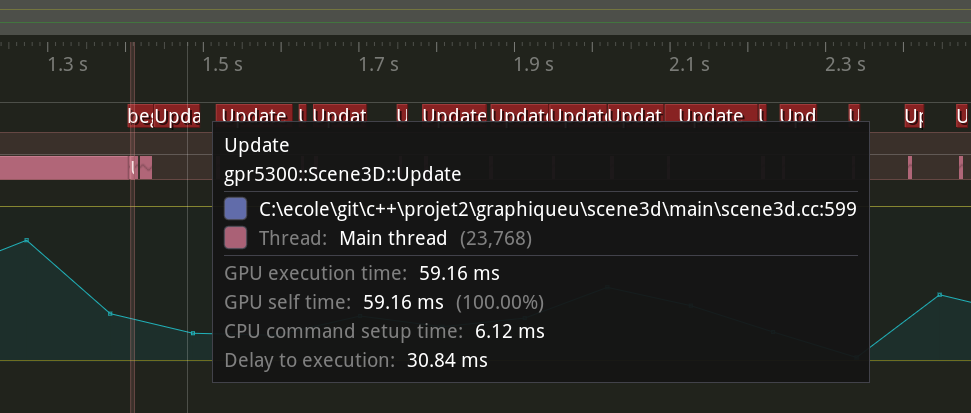 1.3 s 1.5 s 1.7 s 1.9 s 2.1 s 2.3 s
beg Upda Update U Updat U Update Updat Updat Updat Update U Upd U Up U
Update
gpr5300::Scene3D::Update
C:\ecole\git\c++\projet2\graphiqueu\scene3d\main\scene3d.cc:599
Thread: Main thread (23,768)
GPU execution time: 59.16 ms
GPU self time: 59.16 ms (100.00%)
CPU command setup time: 6.12 ms
Delay to execution: 30.84 ms